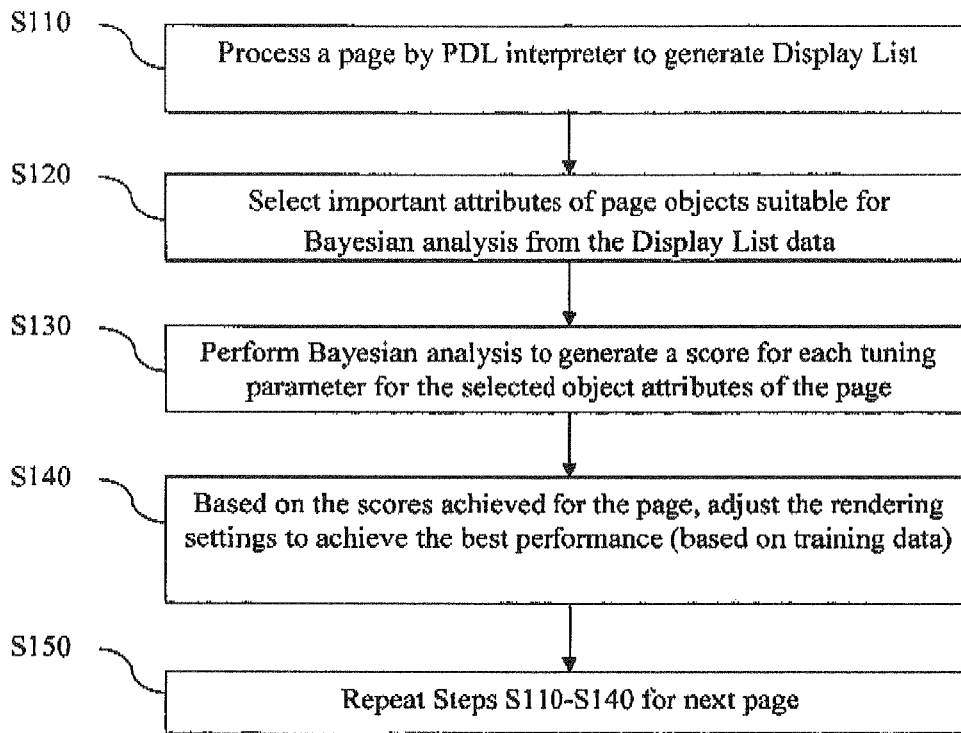 S110
Process a page by PDL interpreter to generate Display List
S120
Select important attributes of page objects suitable for
Bayesian analysis from the Display List data
S130
Perform Bayesian analysis to generate a score for each tuning
parameter for the selected object attributes of the page
S140
Based on the scores achieved for the page, adjust the rendering
settings to achieve the best performance (based on training data)
S150
Repeat Steps S110-S140 for next page